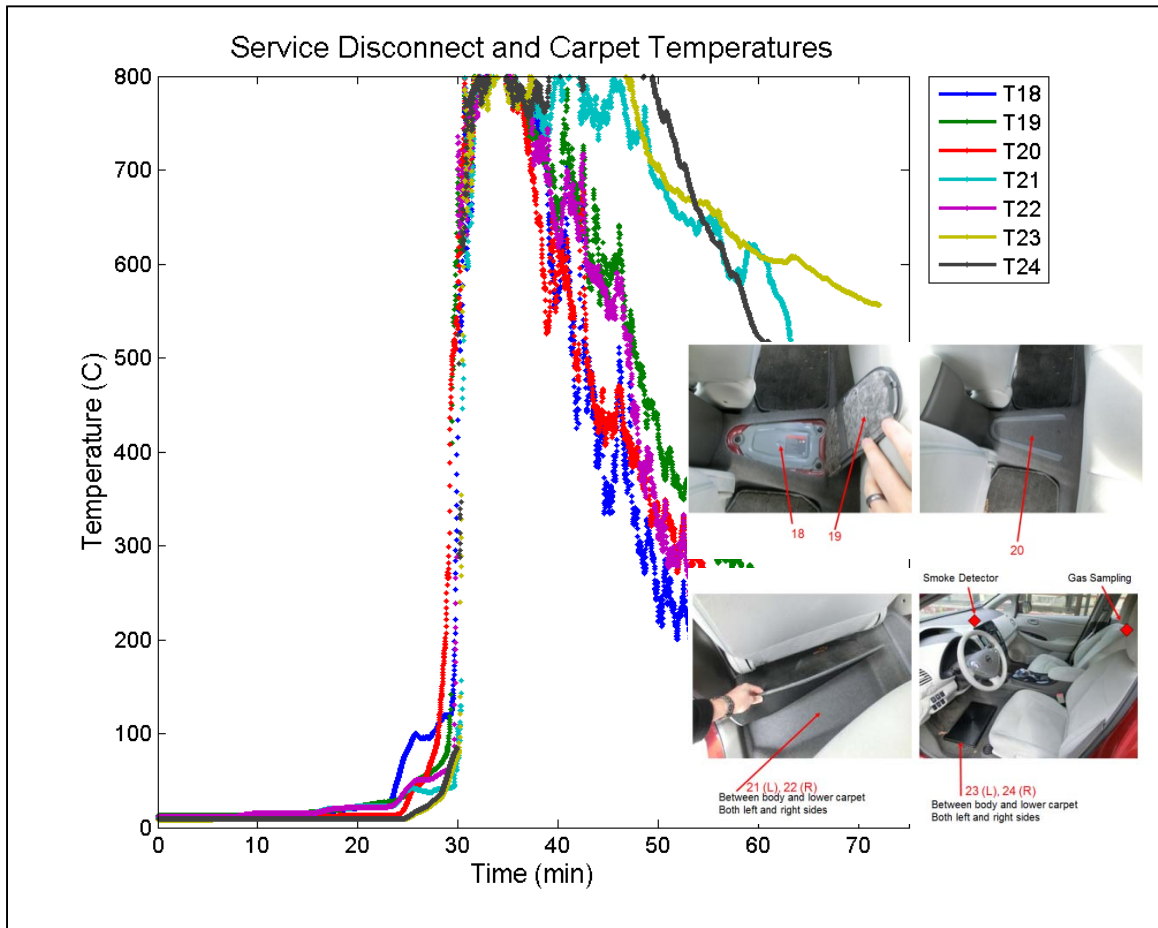 Service Disconnect and Carpet Temperatures
800
700
600
500
400
300
200
100
0
Temperature (C)
0
10
20
30
40
50
60
70
Time (min)
T18
T19
T20
T21
T22
T23
T24
18
19
20
Smoke Detector
Gas Sampling
21 (L), 22 (R)
Between body and lower carpet
Both left and right sides
23 (L), 24 (R)
Between body and lower carpet
Both left and right sides